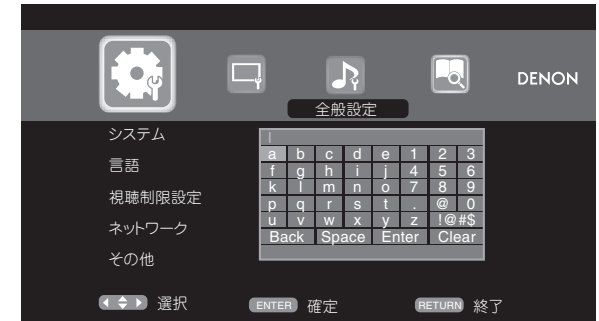 DENON
全般設定
システム
言語
視聴制限設定
ネットワーク
その他
a b c d e 1 2 3
f g h i j 4 5 6
k l m n o 7 8 9
p q r s t . @ 0
u v w x y z !@#$
Back Space Enter Clear
選択 ENTER 確定 RETURN 終了